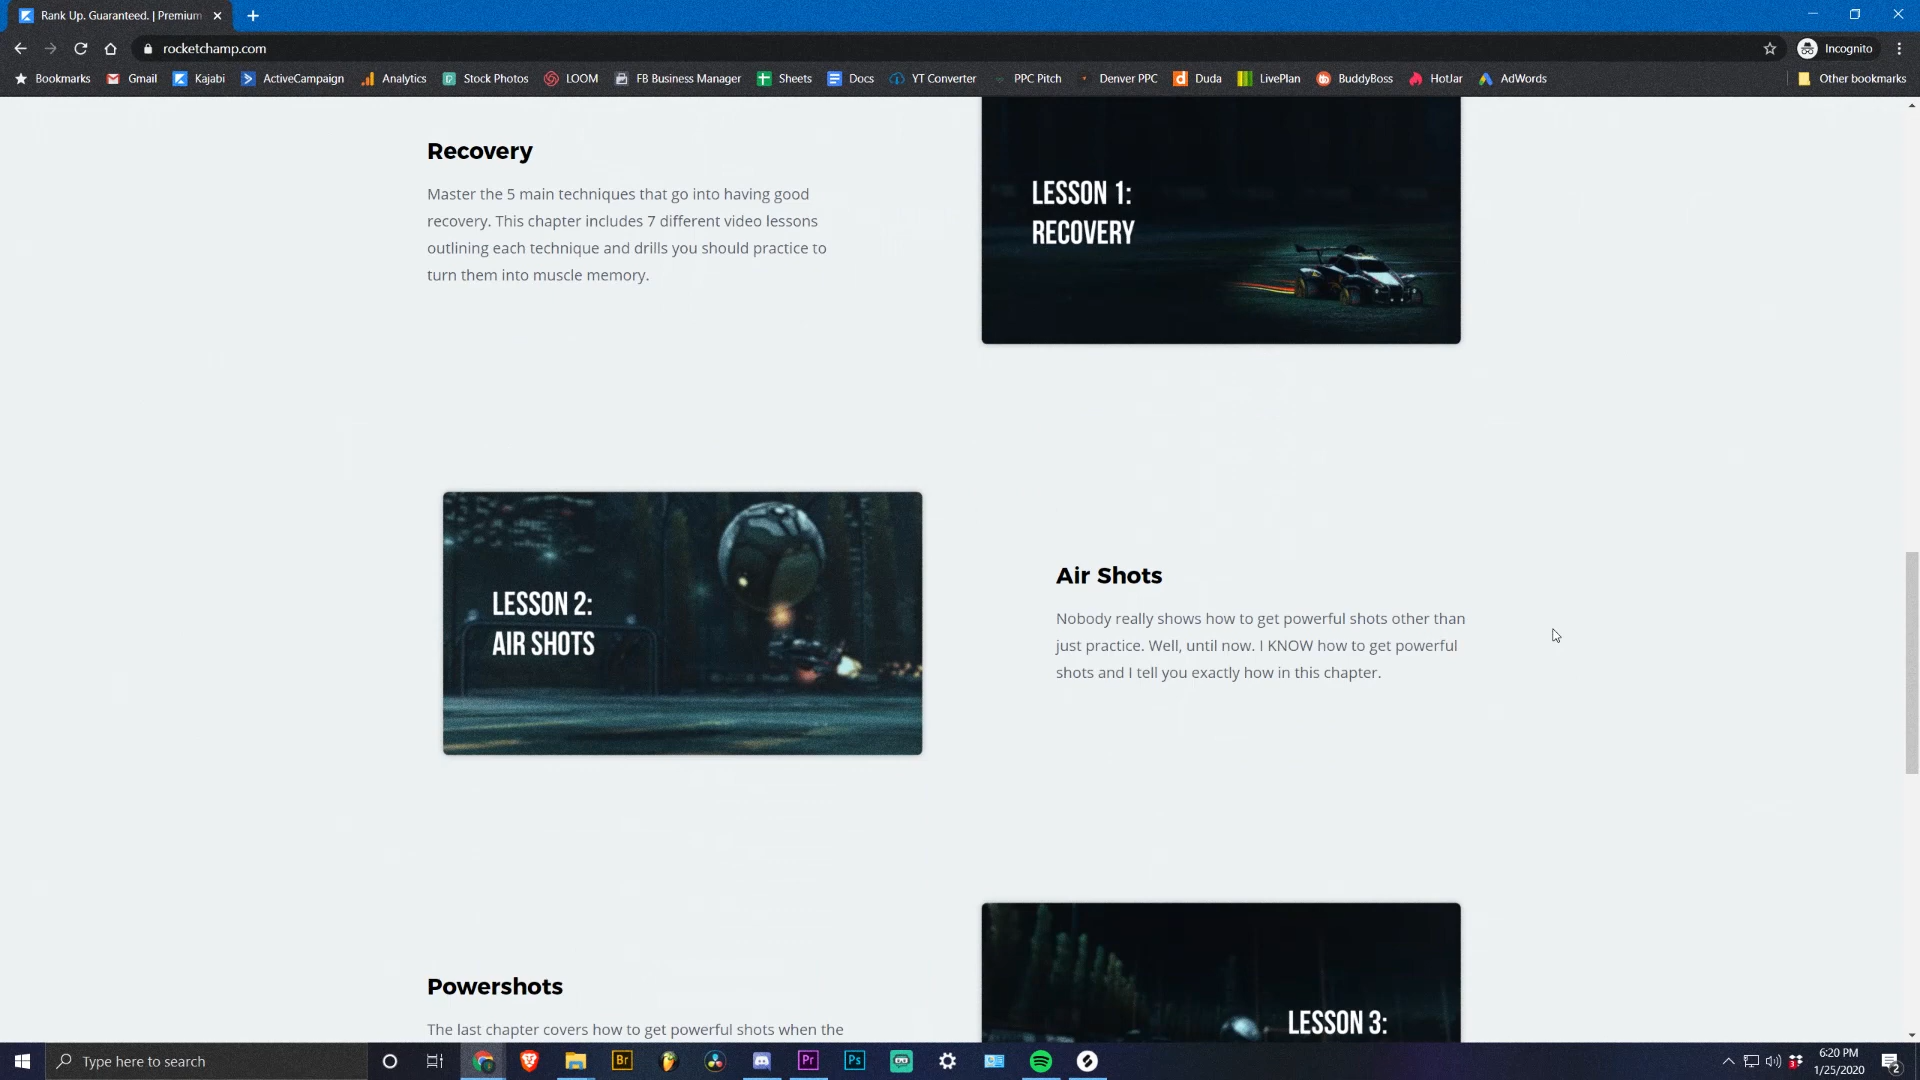 Rank Up. Guaranteed. | Premium
rocketchamp.com
Incognito
Bookmarks
Gmail
Kajabi
ActiveCampaign
Analytics
Stock Photos
LOOM
FB Business Manager
Sheets
Docs
YT Converter
PPC Pitch
Denver PPC
Duda
LivePlan
BuddyBoss
HotJar
AdWords
Other bookmarks
Recovery
Master the 5 main techniques that go into having good
recovery. This chapter includes 7 different video lessons
outlining each technique and drills you should practice to
turn them into muscle memory.
LESSON 1:
RECOVERY
LESSON 2:
AIR SHOTS
Air Shots
Nobody really shows how to get powerful shots other than
just practice. Well, until now. I KNOW how to get powerful
shots and I tell you exactly how in this chapter.
Powershots
The last chapter covers how to get powerful shots when the
LESSON 3:
Type here to search
Br
Pr
Ps
6:20 PM
1/25/2020
2